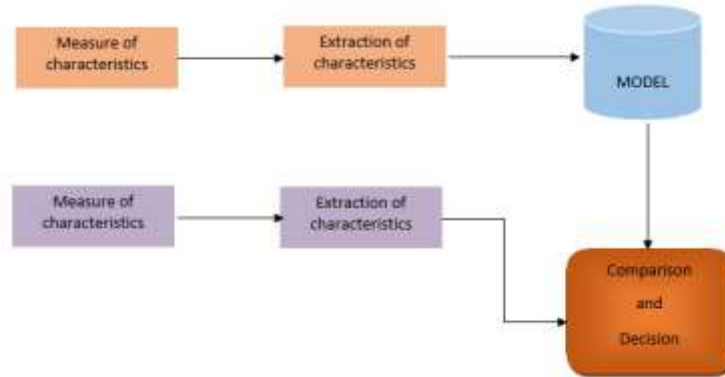 Measure of
characteristics
Extraction of
characteristics
MODEL
Measure of
characteristics
Extraction of
characteristics
Comparison
and
Decision